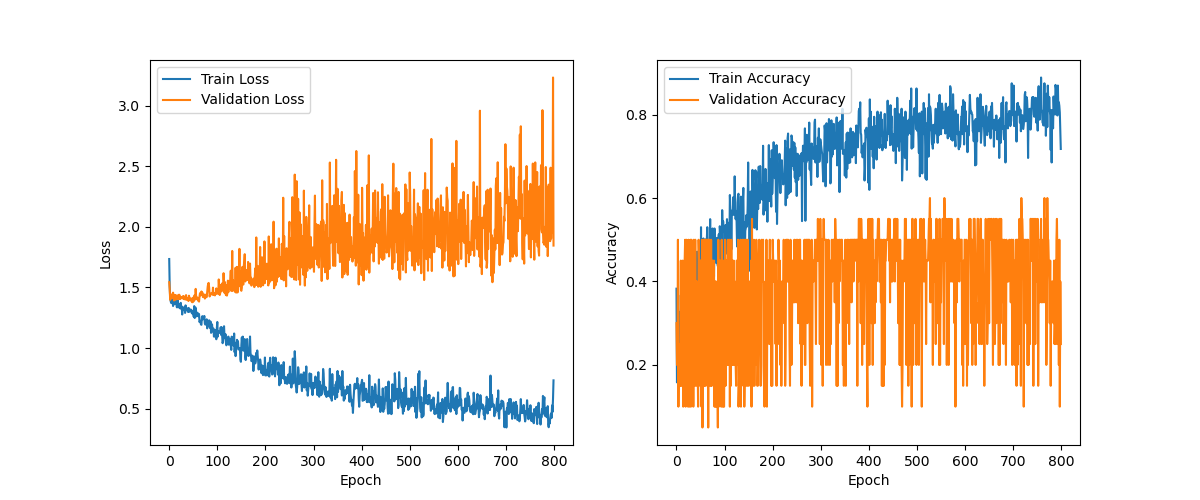 Train Loss
Validation Loss
3.0
2.5
2.0
1.5
1.0
0.5
Loss
0 100 200 300 400 500 600 700 800
Epoch
Train Accuracy
Validation Accuracy
0.8
0.6
0.4
0.2
Accuracy
0 100 200 300 400 500 600 700 800
Epoch